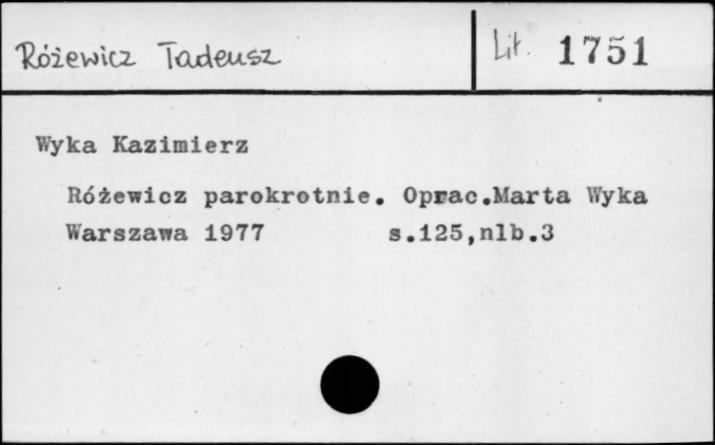 Różewicz Tadeusz
Lit. 1751
Wyka Kazimierz
Różewicz parokrotnie. Oprac.Marta Wyka
Warszawa 1977 s.125,nlb.3